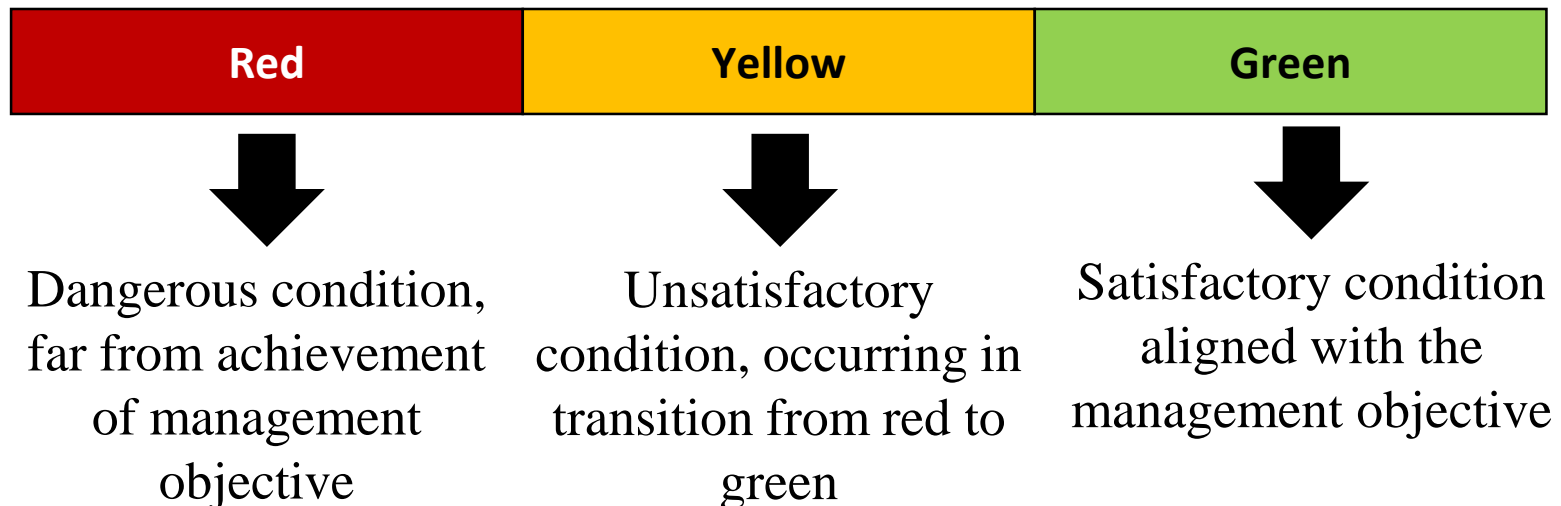 Red
Yellow
Green
Dangerous condition,
far from achievement
of management
objective
Unsatisfactory
condition, occurring in
transition from red to
green
Satisfactory condition
aligned with the
management objective